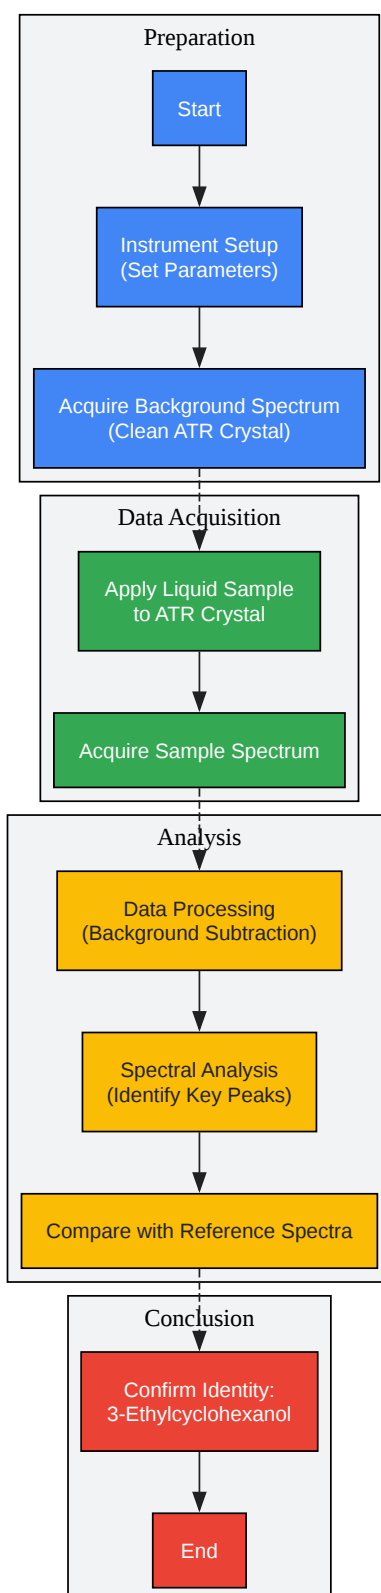 Preparation
Start
Instrument Setup
(Set Parameters)
Acquire Background Spectrum
(Clean ATR Crystal)
Data Acquisition
Apply Liquid Sample
to ATR Crystal
Acquire Sample Spectrum
Analysis
Data Processing
(Background Subtraction)
Spectral Analysis
(Identify Key Peaks)
Compare with Reference Spectra
Conclusion
Confirm Identity:
3-Ethylcyclohexanol
End